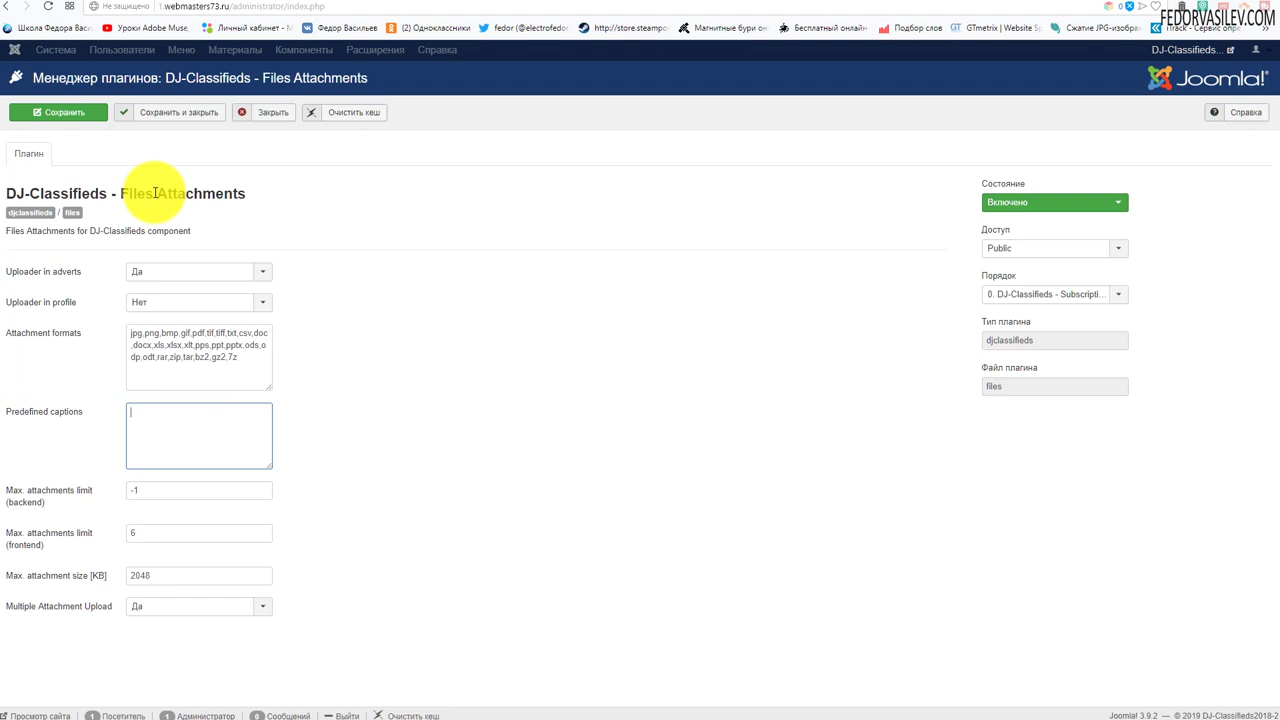 Не защищено
1.webmasters73.ru/administrator/index.php
FEDORVASILEV.COM
Школа Федора Васи.
Уроки Adobe Muse,
Личный кабинет - М
Федор Васильев
(2) Одноклассники
fedor (@electrofedor
http://store.steampo
Магнитные бури он
Бесплатный онлайн
Подбор слов
GTmetrix | Website S
Сжатие JPG-изобра
Система
Пользователи
Меню
Материалы
Компоненты
Расширения
Справка
DJ-Classifieds...
Менеджер плагинов: DJ-Classifieds - Files Attachments
Joomla!
Сохранить
Сохранить и закрыть
Закрыть
Очистить кеш
Справка
Плагин
DJ-Classifieds - Files Attachments
djclassifieds / files
Files Attachments for DJ-Classifieds component
Uploader in adverts
Да
Uploader in profile
Нет
Attachment formats
jpg,png,bmp,gif,pdf,tif,tiff,txt,csv,doc
,docx,xls,xlsx,xlt,pps,ppt,pptx,ods,o
dp,odt,rar,zip,tar,bz2,gz2,7z
Predefined captions
Max. attachments limit
(backend)
-1
Max. attachments limit
(frontend)
6
Max. attachment size [KB]
2048
Multiple Attachment Upload
Да
Состояние
Включено
Доступ
Public
Порядок
0. DJ-Classifieds - Subscripti...
Тип плагина
djclassifieds
Файл плагина
files
Просмотр сайта
1 Посетитель
1 Администратор
0 Сообщений
Выйти
Очистить кеш
Joomla! 3.9.2 — © 2019 DJ-Classifieds2018-2